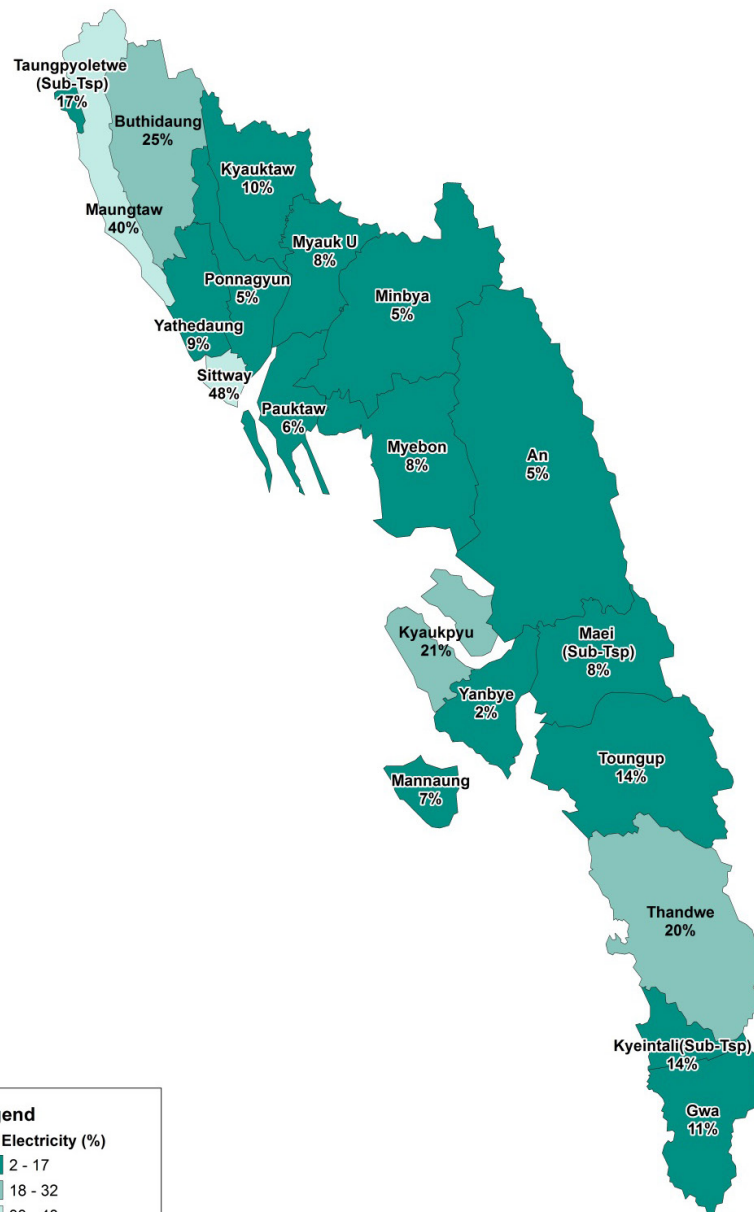 Taungpyoletwe
(Sub-Tsp)
17%
Buthidaung
25%
Kyauktaw
10%
Maungtaw
40%
Myauk U
8%
Ponnagyun
5%
Minbya
5%
Yathedaung
9%
Sittway
48%
Pauktaw
6%
Myebon
8%
An
5%
Kyaukpyu
21%
Maei
(Sub-Tsp)
8%
Yanbye
2%
Toungup
14%
Mannaung
7%
Thandwe
20%
Kyeintali(Sub-Tsp)
14%
Gwa
11%
gend
Electricity (%)
2 - 17
18 - 32